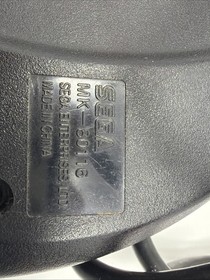 SEGA
MK-80116
SEGA ENTERPRISES, LTD.
MADE IN CHINA